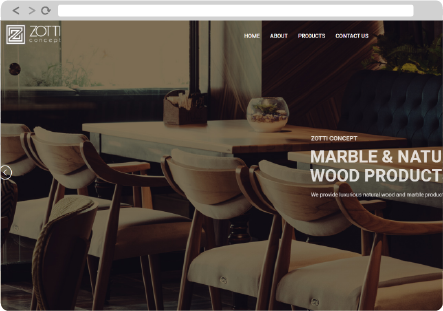 ZOTTI
concept
HOME ABOUT PRODUCTS CONTACT US
ZOTTI CONCEPT
MARBLE & NATU
WOOD PRODUCT
We provide luxurious natural wood and marble produc